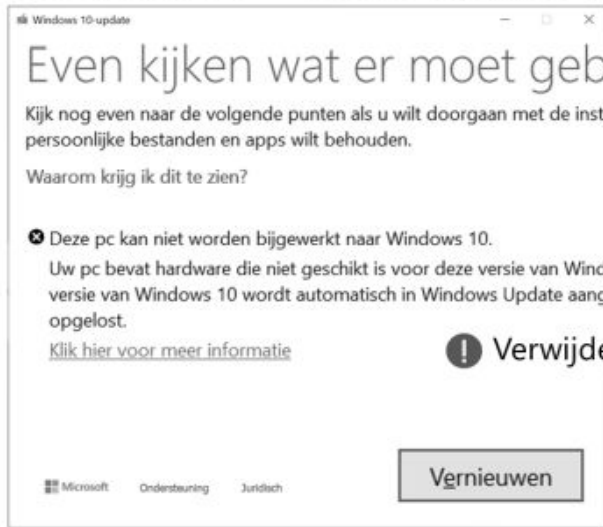 Windows 10-update
Even kijken wat er moet geb
Kijk nog even naar de volgende punten als u wilt doorgaan met de inst
persoonlijke bestanden en apps wilt behouden.
Waarom krijg ik dit te zien?
Deze pc kan niet worden bijgewerkt naar Windows 10.
Uw pc bevat hardware die niet geschikt is voor deze versie van Wind
versie van Windows 10 wordt automatisch in Windows Update aang
opgelost.
Klik hier voor meer informatie
Verwijde
Vernieuwen
Microsoft Ondersteuning Juridisch